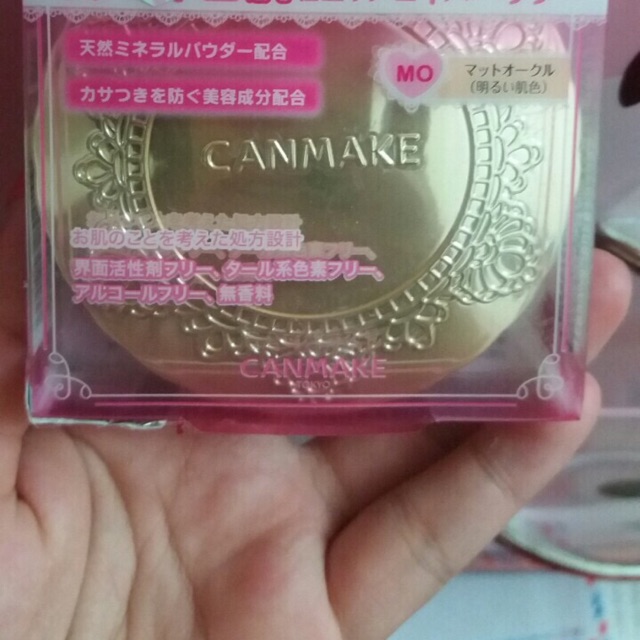 天然ミネラルパウダー配合
MO
マットオークル
(明るい肌色)
カサつきを防ぐ美容成分配合
CANMAKE
お肌のことを考えた処方設計
界面活性剤フリー、タール系色素フリー、
アルコールフリー、無香料
CANMAKE
TOKYO